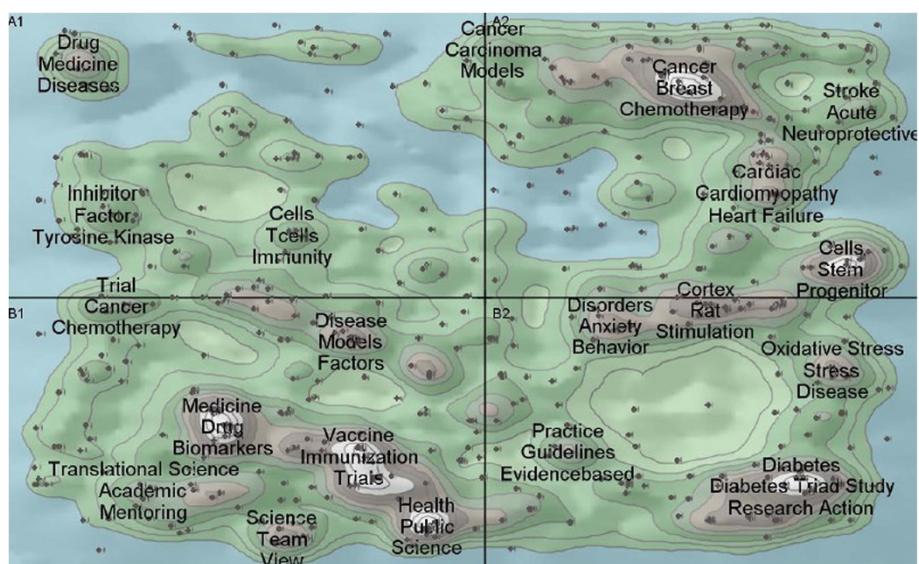 A1
Drug
Medicine
Diseases
Inhibitor
Factor
Tyrosine Kinase
Cells
Tcells
Immunity
Trial
Cancer
Chemotherapy
A2
Cancer
Carcinoma
Models
Cancer
Breast
Chemotherapy
Stroke
Acute
Neuroprotective
Cardiac
Cardiomyopathy
Heart Failure
Cells
Stem
Progenitor
Cortex
Rat
Stimulation
B1
Disease
Models
Factors
Medicine
Drug
Biomarkers
Vaccine
Immunization
Trials
Translational Science
Academic
Mentoring
Health
Public
Science
Science
Team
View
B2
Disorders
Anxiety
Behavior
Oxidative Stress
Stress
Disease
Practice
Guidelines
Evidencebased
Diabetes
Diabetes Triad Study
Research Action